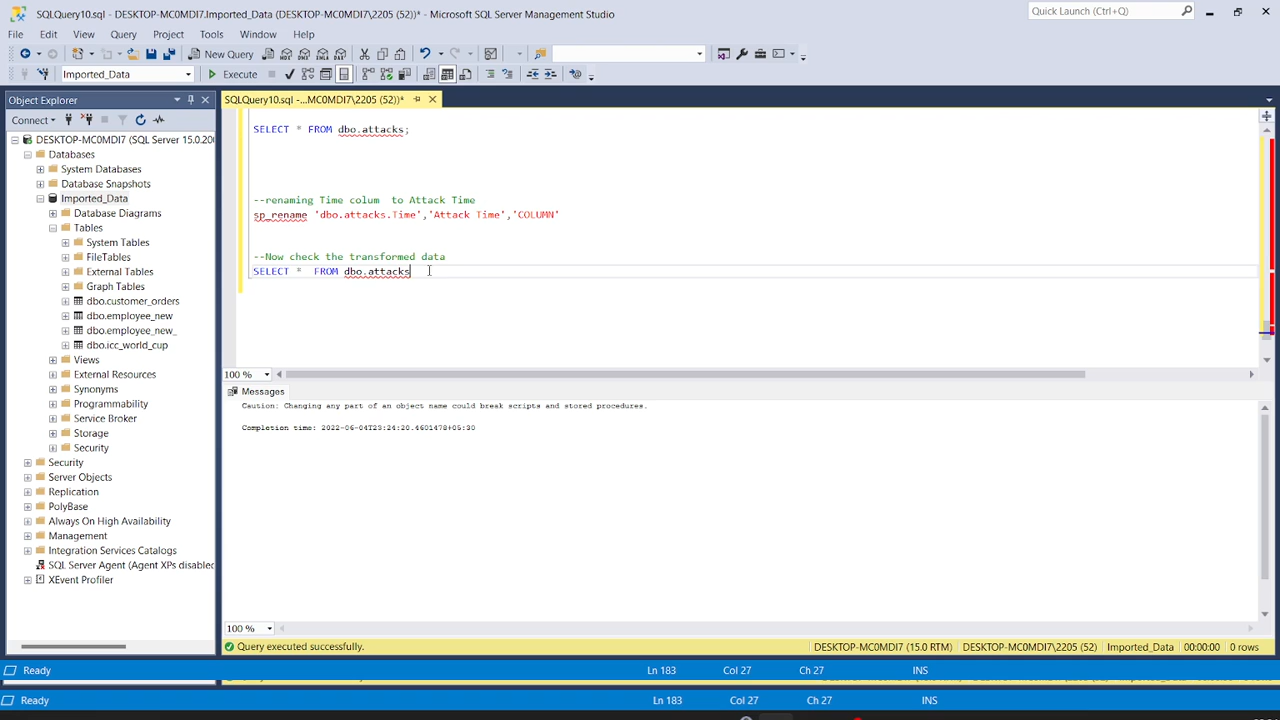 SQLQuery10.sql - DESKTOP-MC0MDI7.Imported_Data (DESKTOP-MC0MDI7\2205 (52))* - Microsoft SQL Server Management Studio
Quick Launch (Ctrl+Q)
File Edit View Query Project Tools Window Help
New Query
Imported_Data
Execute
Object Explorer
SQLQuery10.sql -...MC0MDI7\2205 (52))*
Connect
DESKTOP-MC0MDI7 (SQL Server 15.0.200
Databases
System Databases
Database Snapshots
Imported_Data
Database Diagrams
Tables
System Tables
FileTables
External Tables
Graph Tables
dbo.customer_orders
dbo.employee_new
dbo.employee_new_
dbo.icc_world_cup
Views
External Resources
Synonyms
Programmability
Service Broker
Storage
Security
Security
Server Objects
Replication
PolyBase
Always On High Availability
Management
Integration Services Catalogs
SQL Server Agent (Agent XPs disabled
XEvent Profiler
SELECT * FROM dbo.attacks;
--renaming Time colum  to Attack Time
sp_rename 'dbo.attacks.Time','Attack Time','COLUMN'
--Now check the transformed data
SELECT *  FROM dbo.attacks
100 %
Messages
Caution: Changing any part of an object name could break scripts and stored procedures.
Completion time: 2022-06-04T23:24:20.4601478+05:30
100 %
Query executed successfully.
DESKTOP-MC0MDI7 (15.0 RTM) DESKTOP-MC0MDI7\2205 (52) Imported_Data 00:00:00 0 rows
Ready Ln 183 Col 27 Ch 27 INS
Ready Ln 183 Col 27 Ch 27 INS